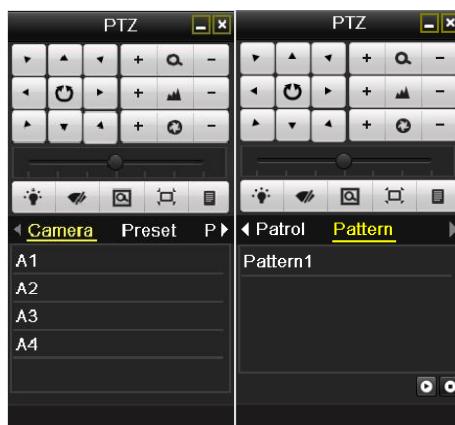 PTZ
Camera Preset P
A1
A2
A3
A4
PTZ
Patrol Pattern
Pattern1